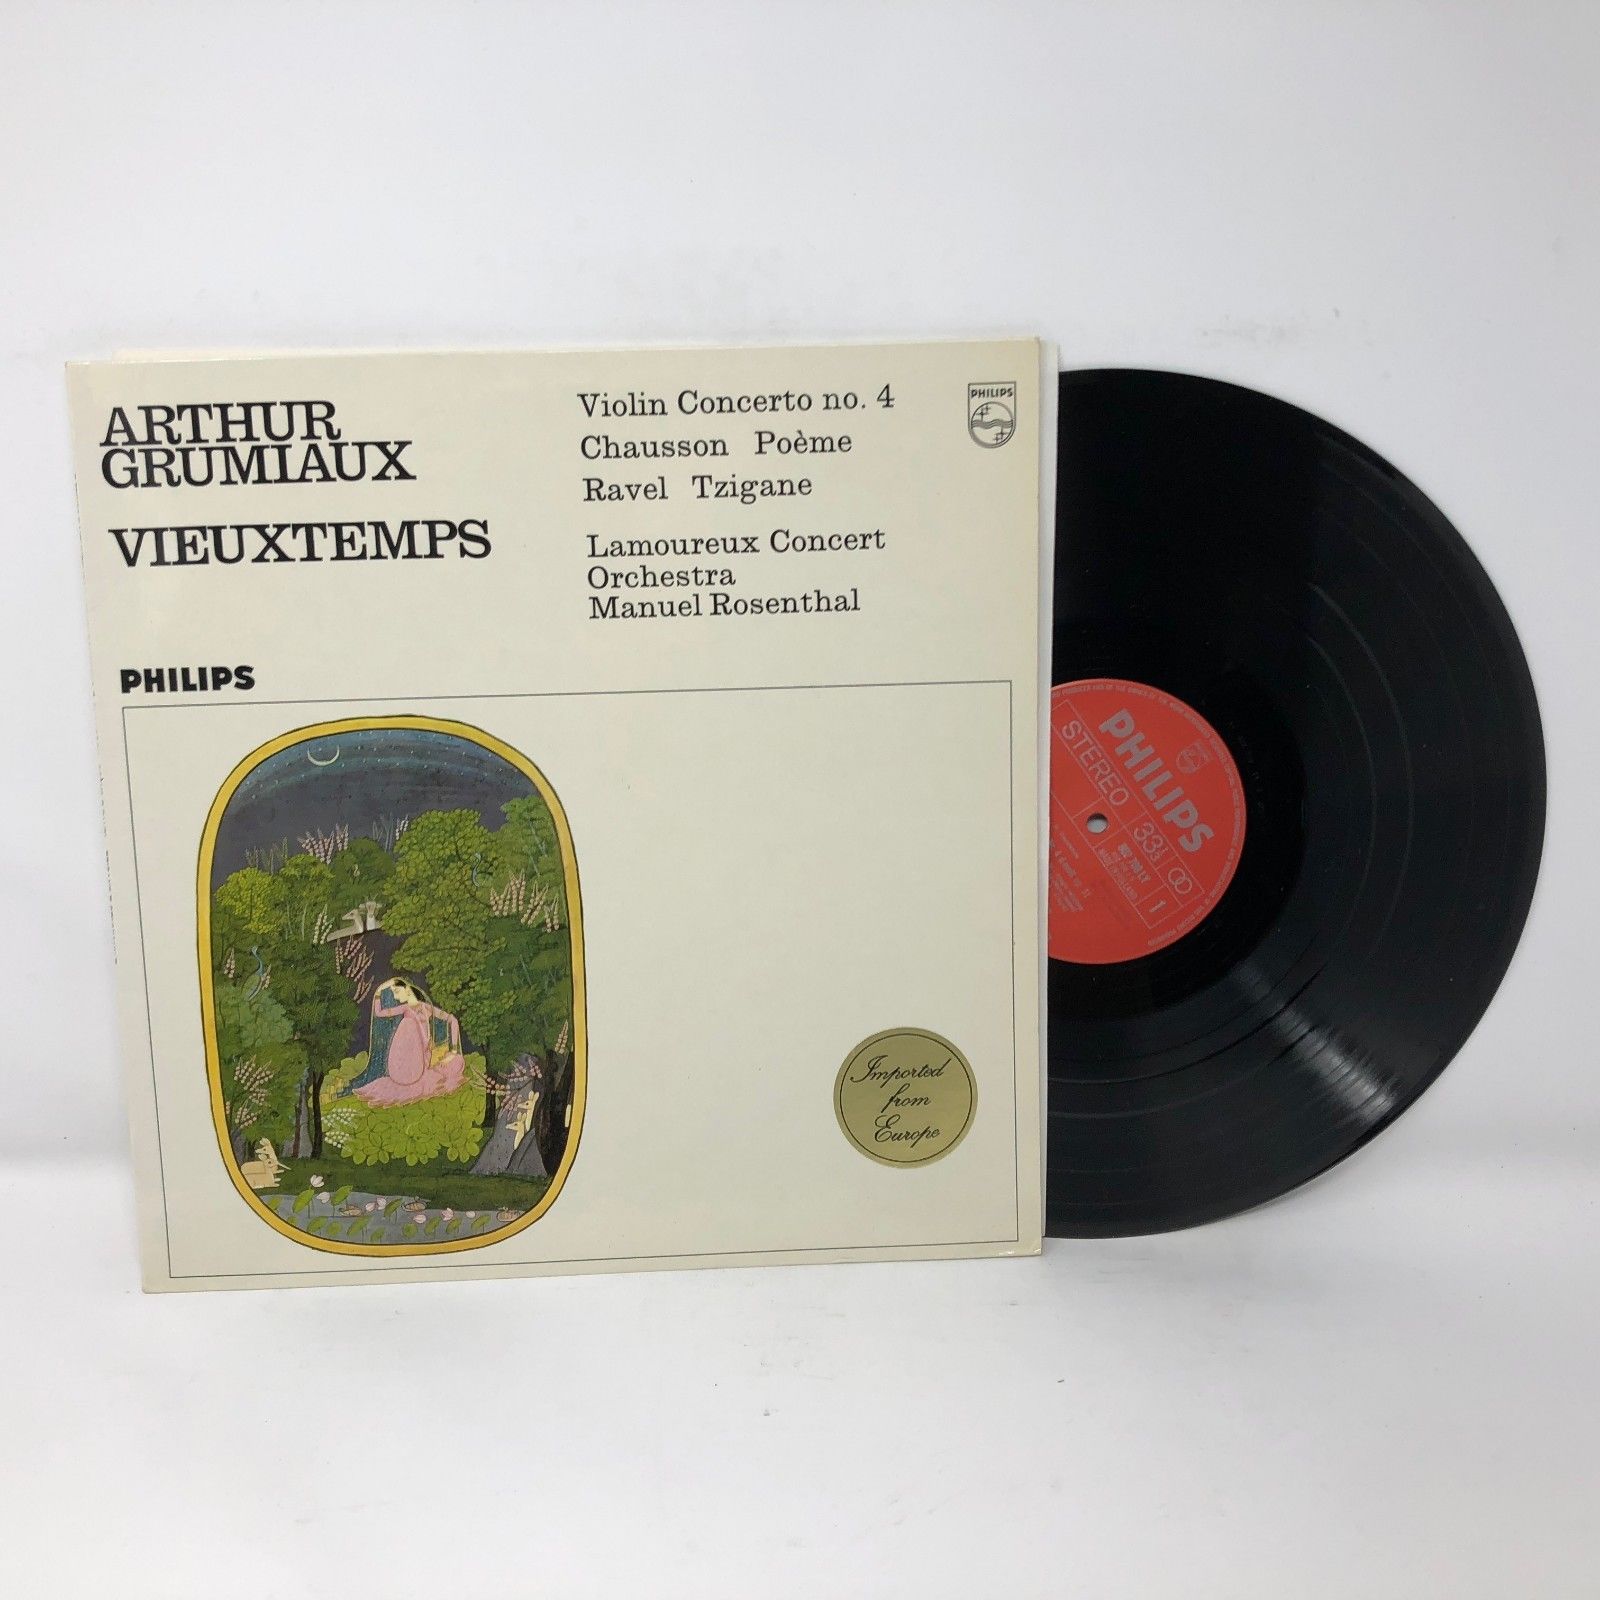 ARTHUR
GRUMIAUX
VIEUXTEMPS
Violin Concerto no. 4
Chausson Poème
Ravel Tzigane
Lamoureux Concert
Orchestra
Manuel Rosenthal
PHILIPS
PHILIPS
Imported
from
Europe
PHILIPS
STEREO
33⅓
1